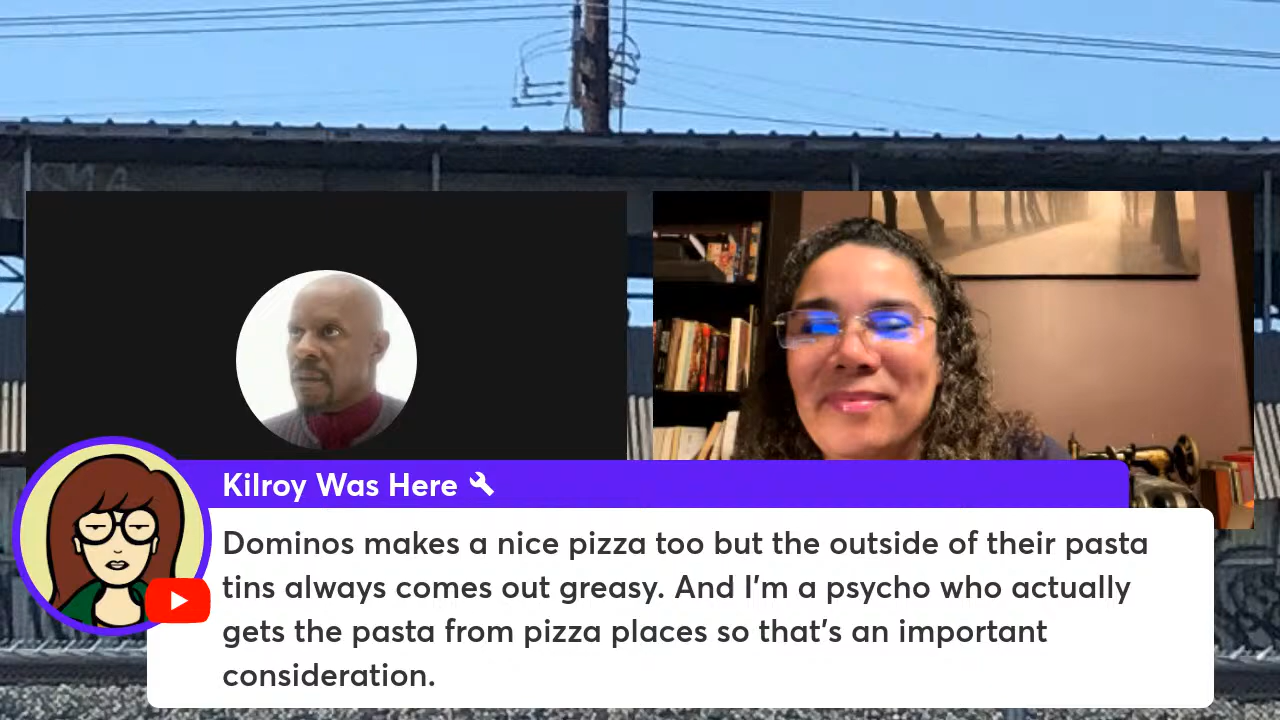 Kilroy Was Here
Dominos makes a nice pizza too but the outside of their pasta
tins always comes out greasy. And I'm a psycho who actually
gets the pasta from pizza places so that's an important
consideration.